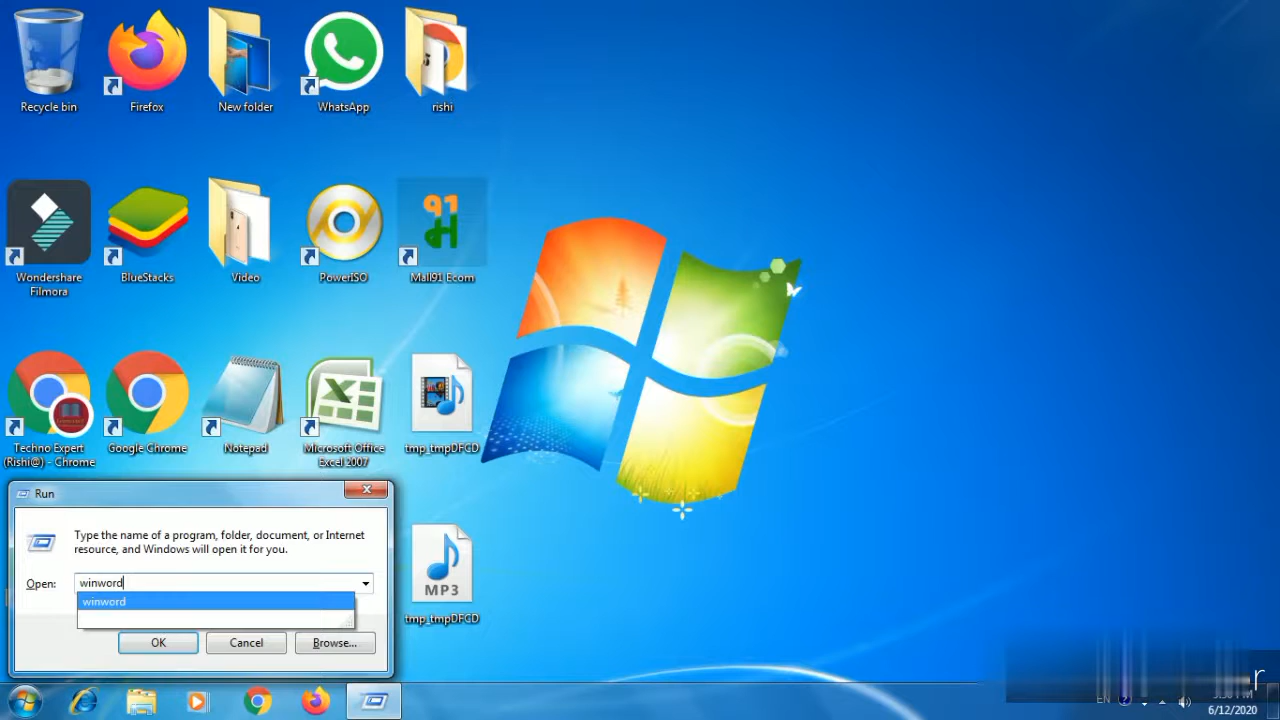 Recycle bin
Firefox
New folder
WhatsApp
rishi
Wondershare
Filmora
BlueStacks
Video
PowerISO
91
Mall91 Ecom
Techno Expert
(Rishi@) - Chrome
Google Chrome
Notepad
Microsoft Office
Excel 2007
tmp_tmpDFCD
Run
Type the name of a program, folder, document, or Internet
resource, and Windows will open it for you.
Open:
winword
winword
OK
Cancel
Browse...
MP3
tmp_tmpDFCD
r
EN
6/12/2020